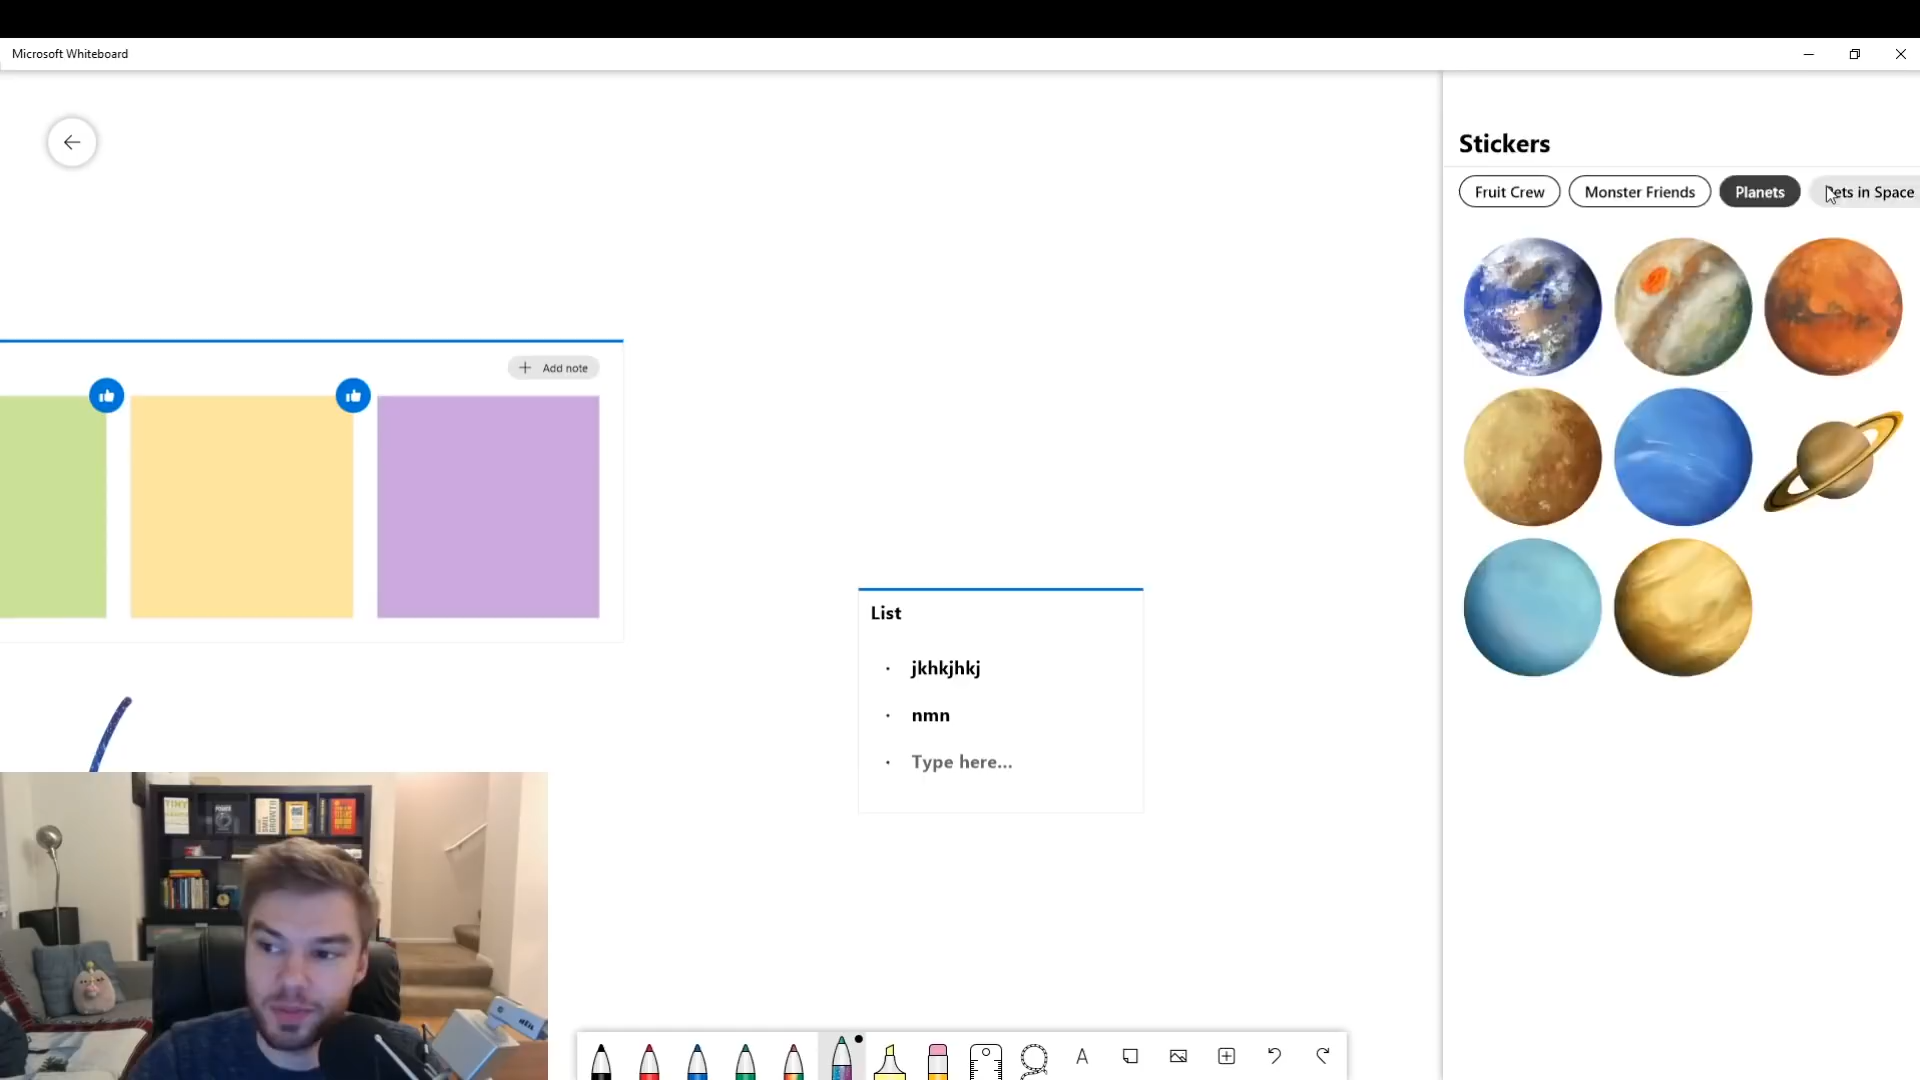 Microsoft Whiteboard
Stickers
Fruit Crew
Monster Friends
Planets
ets in Space
Add note
List
· jkhkjhkj
· nmn
· Type here...
A